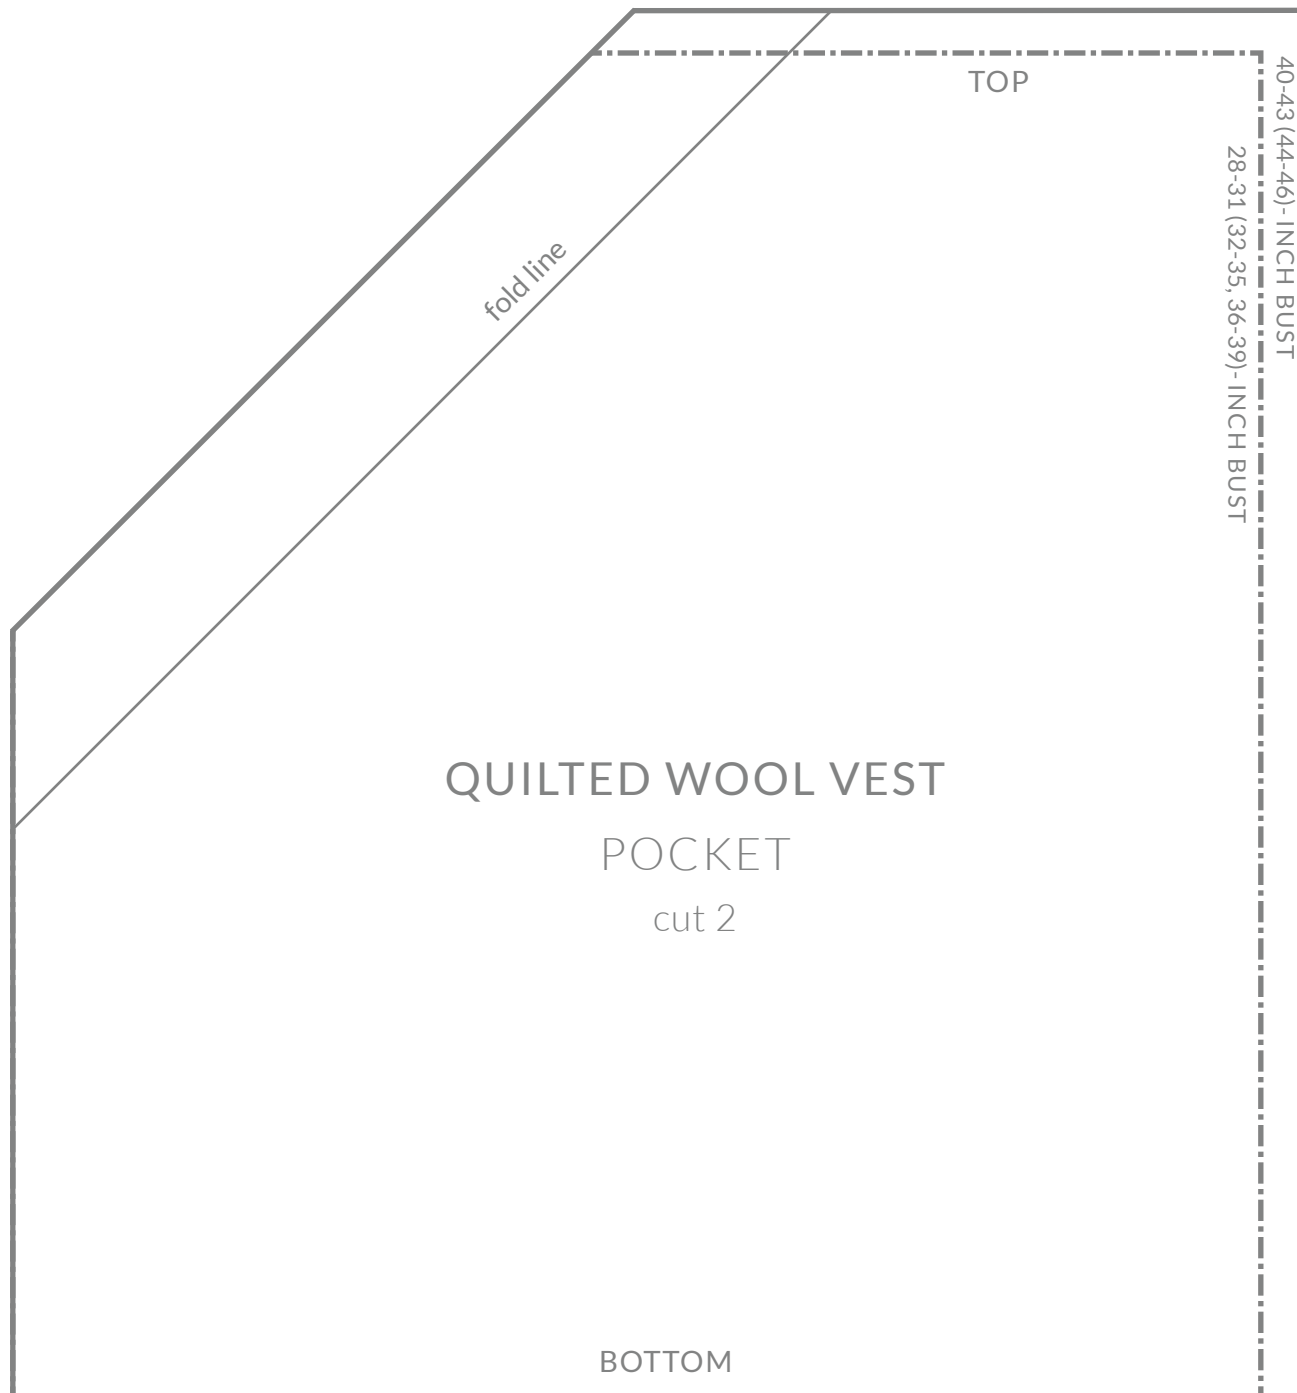 TOP
40-43 (44-46)- INCH BUST
28-31 (32-35, 36-39)- INCH BUST
fold line
QUILTED WOOL VEST
POCKET
cut 2
BOTTOM